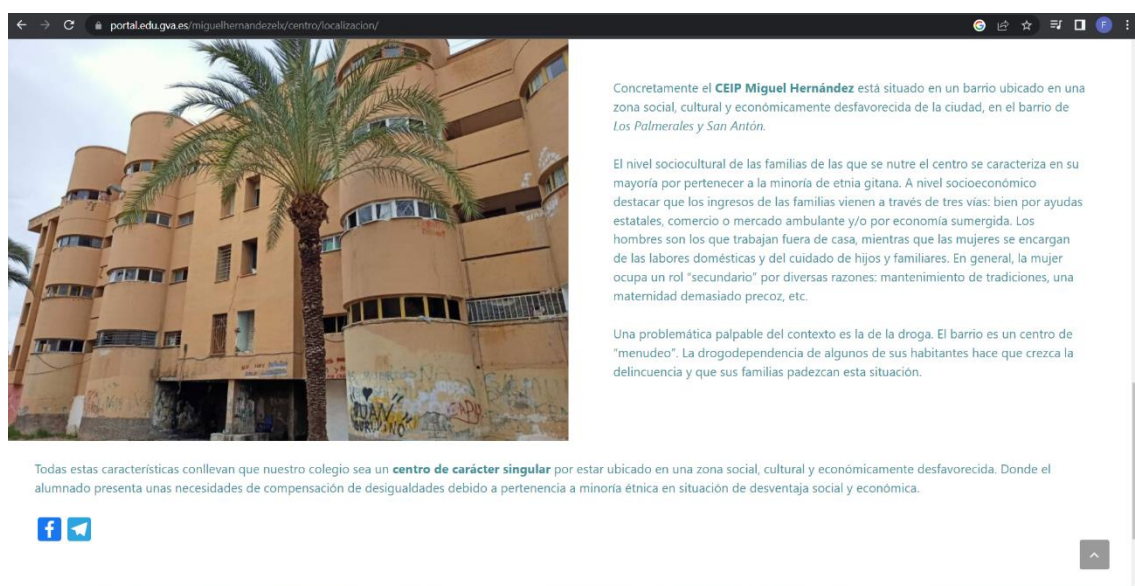 portal.edu.gva.es/miguelhernandezelx/centro/localizacion/
F
Concretamente el CEIP Miguel Hernández está situado en un barrio ubicado en una
zona social, cultural y económicamente desfavorecida de la ciudad, en el barrio de
Los Palmerales y San Antón.
El nivel sociocultural de las familias de las que se nutre el centro se caracteriza en su
mayoría por pertenecer a la minoría de etnia gitana. A nivel socioeconómico
destacar que los ingresos de las familias vienen a través de tres vías: bien por ayudas
estatales, comercio o mercado ambulante y/o por economía sumergida. Los
hombres son los que trabajan fuera de casa, mientras que las mujeres se encargan
de las labores domésticas y del cuidado de hijos y familiares. En general, la mujer
ocupa un rol "secundario" por diversas razones: mantenimiento de tradiciones, una
maternidad demasiado precoz, etc.
Una problemática palpable del contexto es la de la droga. El barrio es un centro de
"menudeo". La drogodependencia de algunos de sus habitantes hace que crezca la
delincuencia y que sus familias padezcan esta situación.
JUAN
Todas estas características conllevan que nuestro colegio sea un centro de carácter singular por estar ubicado en una zona social, cultural y económicamente desfavorecida. Donde el
alumnado presenta unas necesidades de compensación de desigualdades debido a pertenencia a minoría étnica en situación de desventaja social y económica.